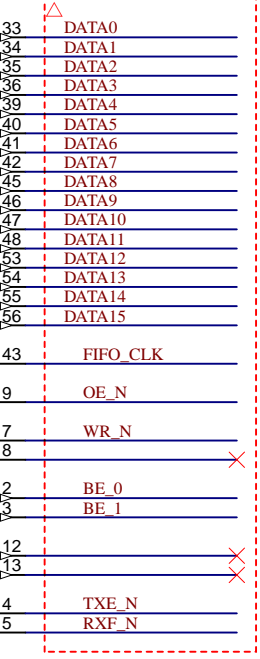 33 DATA0
34 DATA1
35 DATA2
36 DATA3
39 DATA4
40 DATA5
41 DATA6
42 DATA7
45 DATA8
46 DATA9
47 DATA10
48 DATA11
53 DATA12
54 DATA13
55 DATA14
56 DATA15
43 FIFO_CLK
9 OE_N
7 WR_N
8
2 BE_0
3 BE_1
12
13
4 TXE_N
5 RXF_N